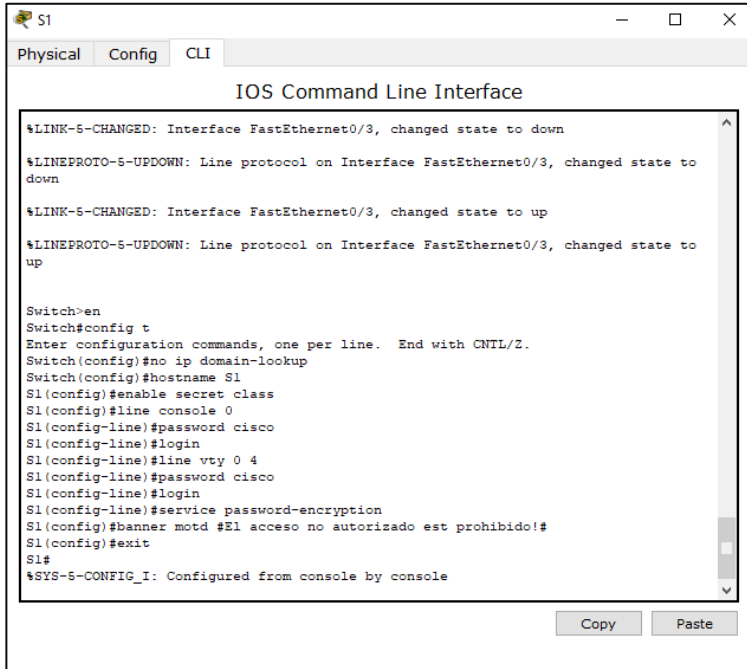 S1
Physical Config CLI
IOS Command Line Interface
%LINK-5-CHANGED: Interface FastEthernet0/3, changed state to down
%LINEPROTO-5-UPDOWN: Line protocol on Interface FastEthernet0/3, changed state to
down
%LINK-5-CHANGED: Interface FastEthernet0/3, changed state to up
%LINEPROTO-5-UPDOWN: Line protocol on Interface FastEthernet0/3, changed state to
up
Switch>en
Switch#config t
Enter configuration commands, one per line.  End with CNTL/Z.
Switch(config)#no ip domain-lookup
Switch(config)#hostname S1
S1(config)#enable secret class
S1(config)#line console 0
S1(config-line)#password cisco
S1(config-line)#login
S1(config-line)#line vty 0 4
S1(config-line)#password cisco
S1(config-line)#login
S1(config-line)#service password-encryption
S1(config)#banner motd #El acceso no autorizado est prohibido!#
S1(config)#exit
S1#
%SYS-5-CONFIG_I: Configured from console by console
Copy Paste